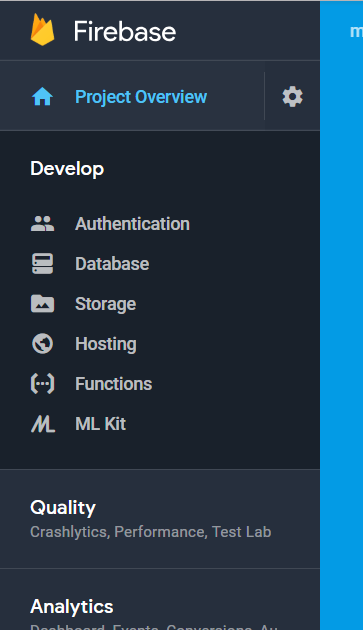 Firebase
m
Project Overview
Develop
Authentication
Database
Storage
Hosting
Functions
ML Kit
Quality
Crashlytics, Performance, Test Lab
Analytics
Dashboard, Events, Conversions, Au...